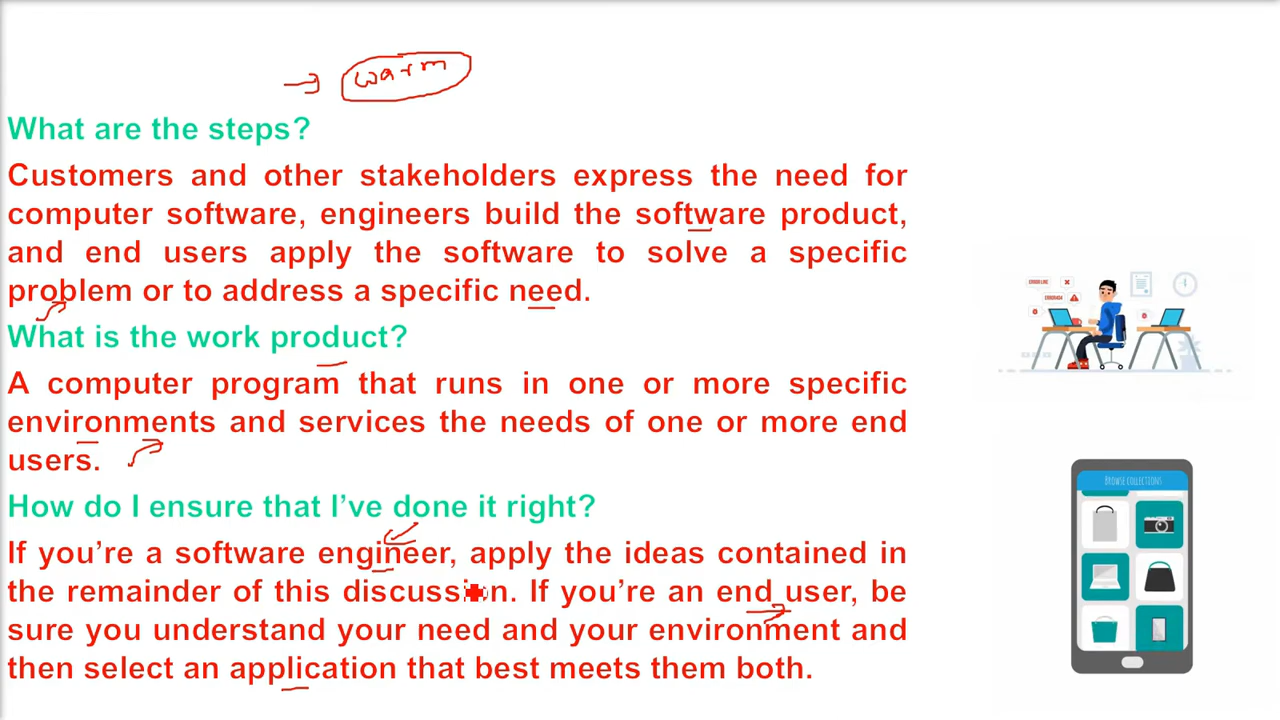 warm
What are the steps?
Customers and other stakeholders express the need for
computer software, engineers build the software product,
and end users apply the software to solve a specific
problem or to address a specific need.
What is the work product?
A computer program that runs in one or more specific
environments and services the needs of one or more end
users.
How do I ensure that I’ve done it right?
If you’re a software engineer, apply the ideas contained in
the remainder of this discussion. If you’re an end user, be
sure you understand your need and your environment and
then select an application that best meets them both.
BROWSE COLLECTIONS